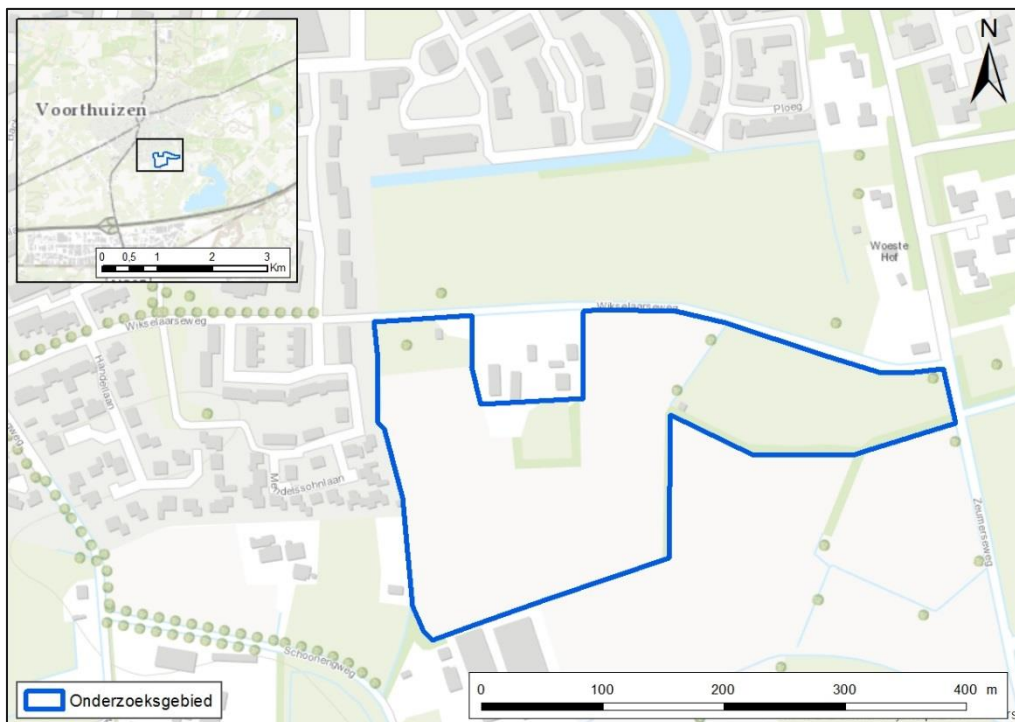 Voorthuizen
0 0,5 1 2 3
Km
N
Ploeg
Woeste
Hof
Wikselaarseweg
Wikselaarseweg
Händellaan
Mendelssohnlaan
Zeumerseweg
Schoonengweg
Onderzoeksgebied
0 100 200 300 400 m